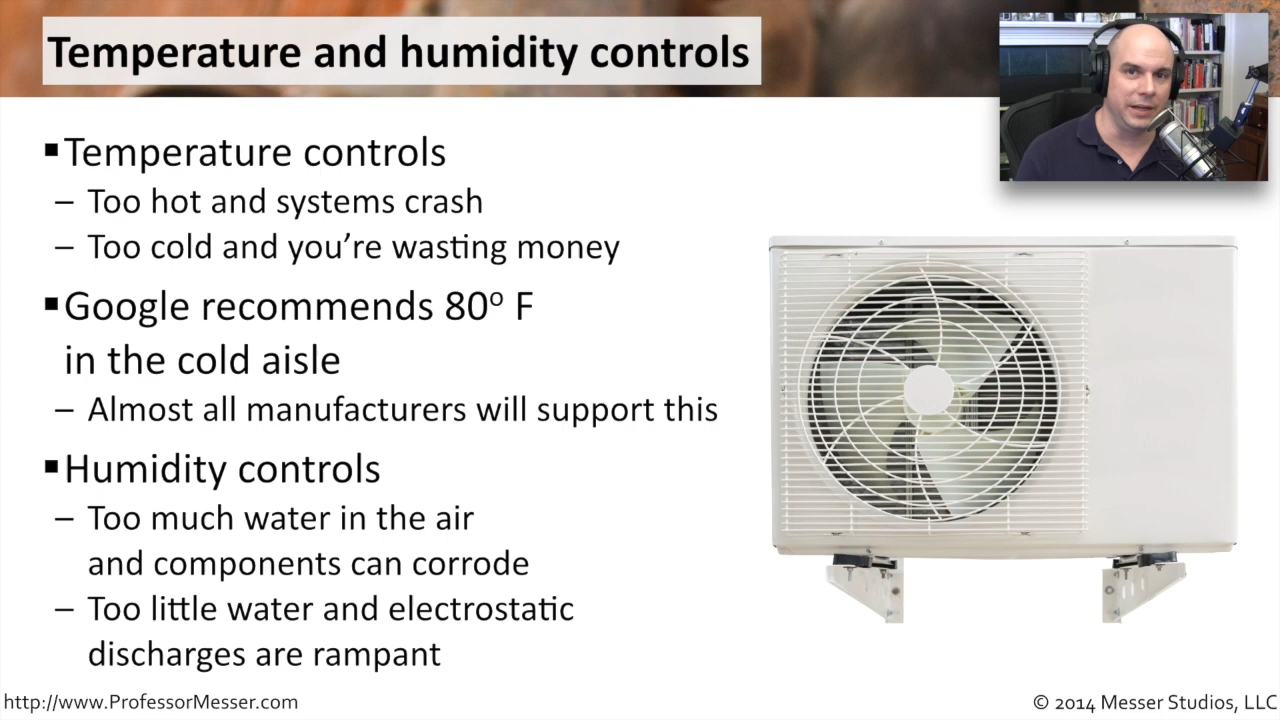 Temperature and humidity controls
▪Temperature controls
– Too hot and systems crash
– Too cold and you're wasting money
▪Google recommends 80º F
in the cold aisle
– Almost all manufacturers will support this
▪Humidity controls
– Too much water in the air
and components can corrode
– Too little water and electrostatic
discharges are rampant
http://www.ProfessorMesser.com
© 2014 Messer Studios, LLC